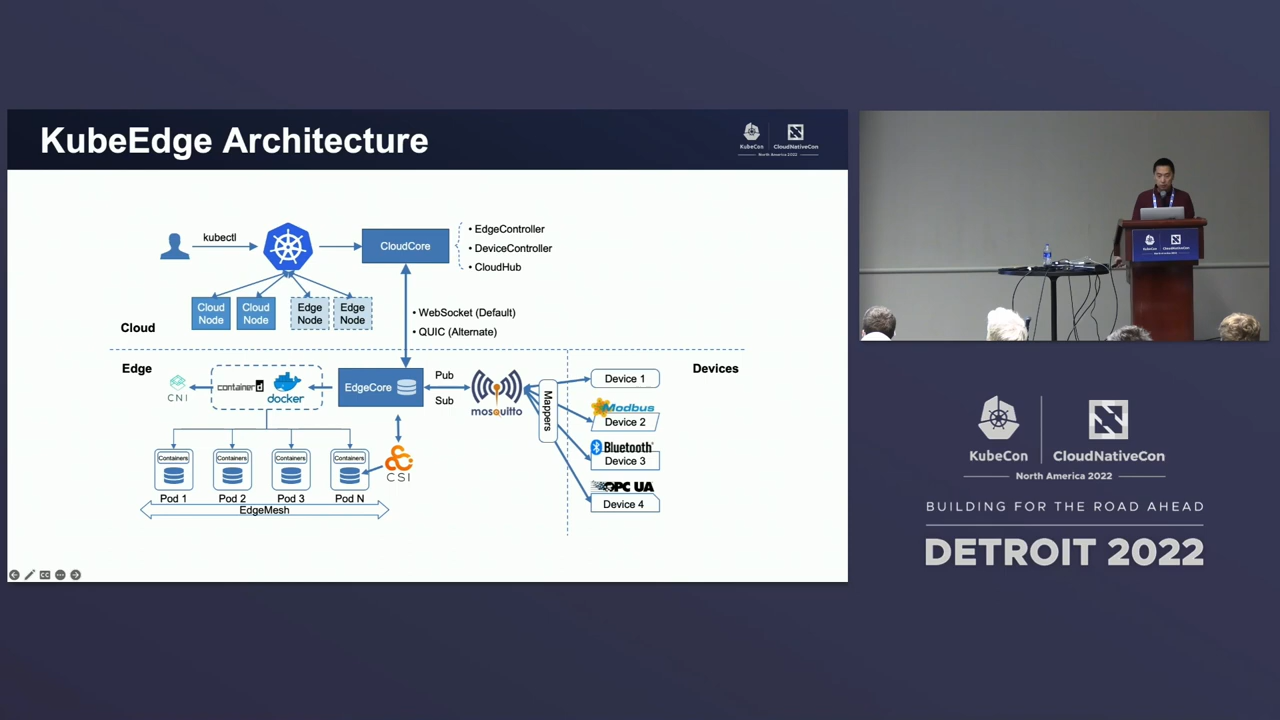 KubeEdge Architecture
KubeCon
CloudNativeCon
North America 2022
kubectl
CloudCore
• EdgeController
• DeviceController
• CloudHub
Cloud Node
Cloud Node
Edge Node
Edge Node
Cloud
• WebSocket (Default)
• QUIC (Alternate)
Edge
Devices
CNI
containerd
docker
EdgeCore
Pub
Sub
mosquitto
Mappers
Device 1
Modbus
Device 2
Bluetooth
Device 3
OPC UA
Device 4
Containers
Containers
Containers
Containers
CSI
Pod 1
Pod 2
Pod 3
Pod N
EdgeMesh
CC
KubeCon
CloudNativeCon
North America 2022
BUILDING FOR THE ROAD AHEAD
DETROIT 2022